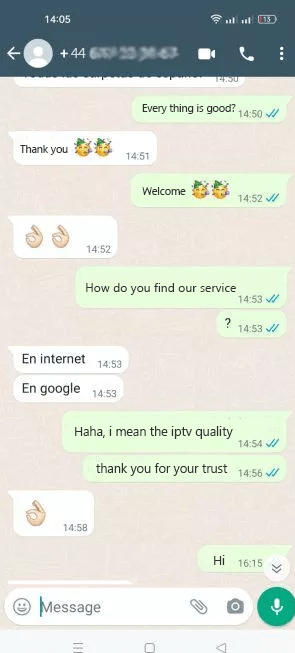 14:05
13
+44
14:50
Every thing is good? 14:50
Thank you 14:51
Welcome 14:52
14:52
How do you find our service
14:53
? 14:53
En internet 14:53
En google 14:53
Haha, i mean the iptv quality
14:54
thank you for your trust 14:56
14:58
Hi 16:15
Message